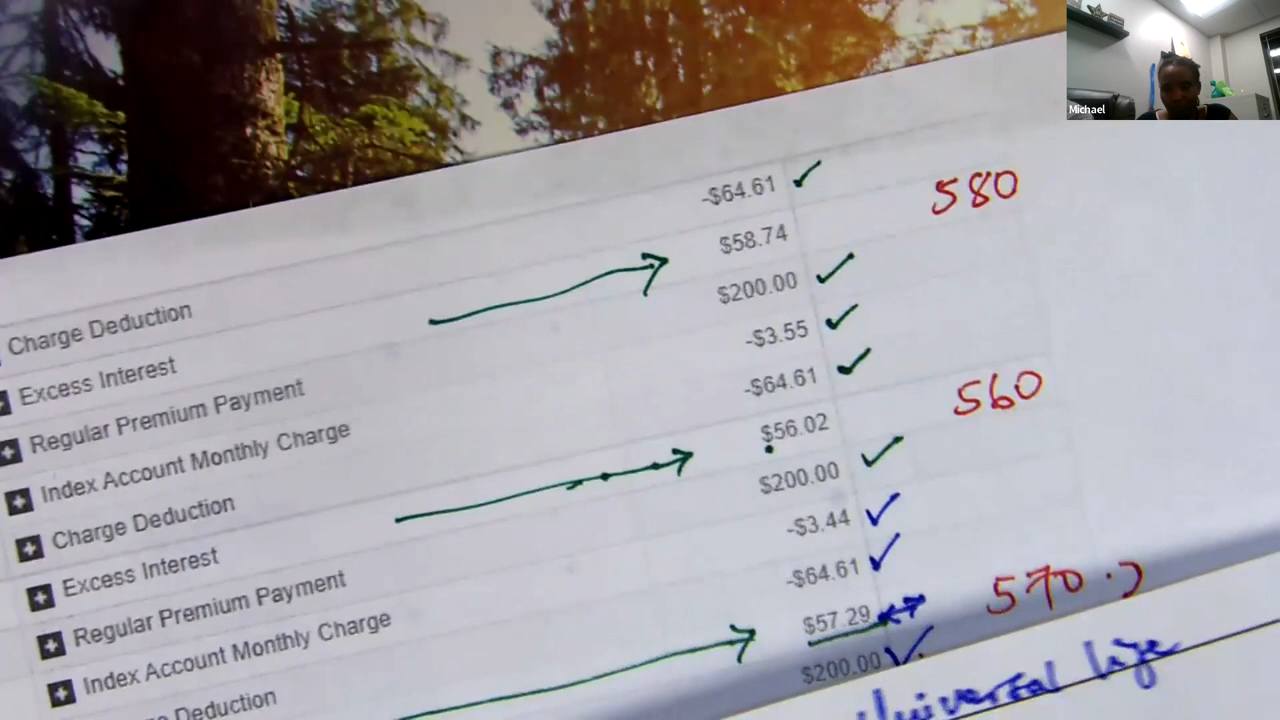 Michael
Charge Deduction -$64.61 ✓
Excess Interest $58.74 580
Regular Premium Payment $200.00 ✓
Index Account Monthly Charge -$3.55 ✓
Charge Deduction -$64.61 ✓
Excess Interest $56.02 560
Regular Premium Payment $200.00 ✓
Index Account Monthly Charge -$3.44 ✓
Deduction -$64.61 ✓
$57.29 570
$200.00 ✓
Universal life